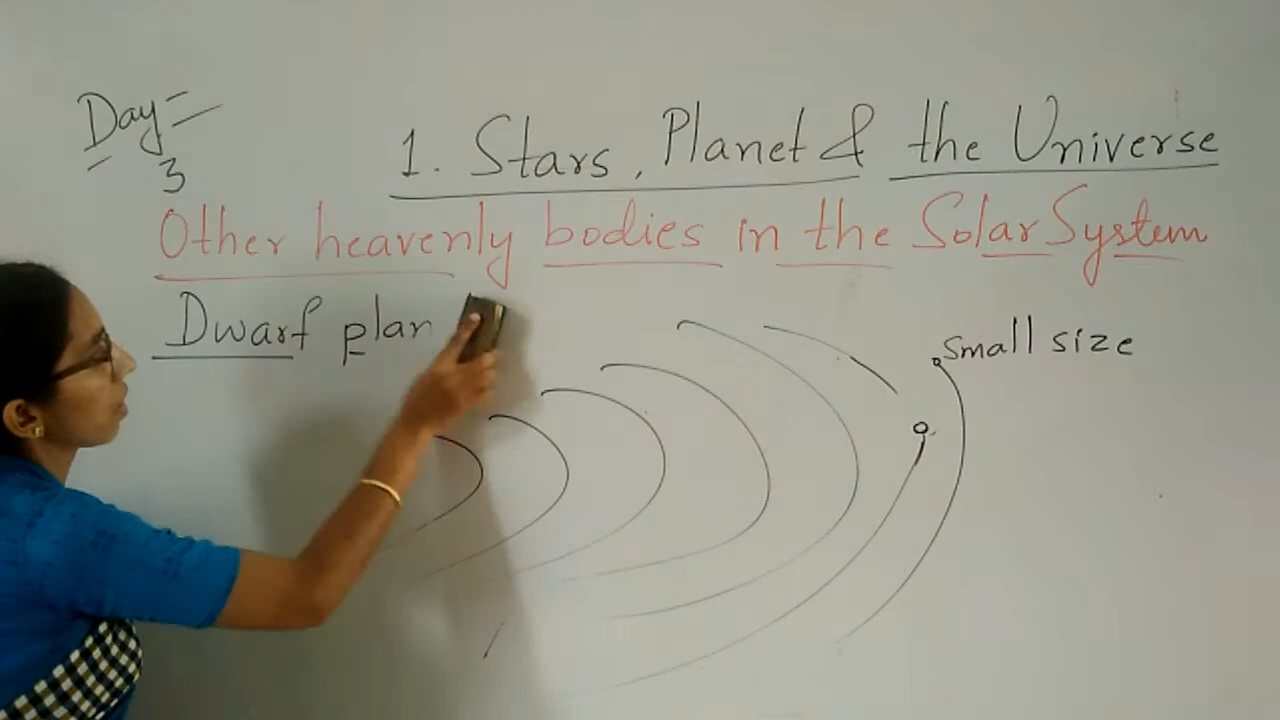 Day=
3
1. Stars, Planet & the Universe
Other heavenly bodies in the Solar System
Dwarf plan
Small size